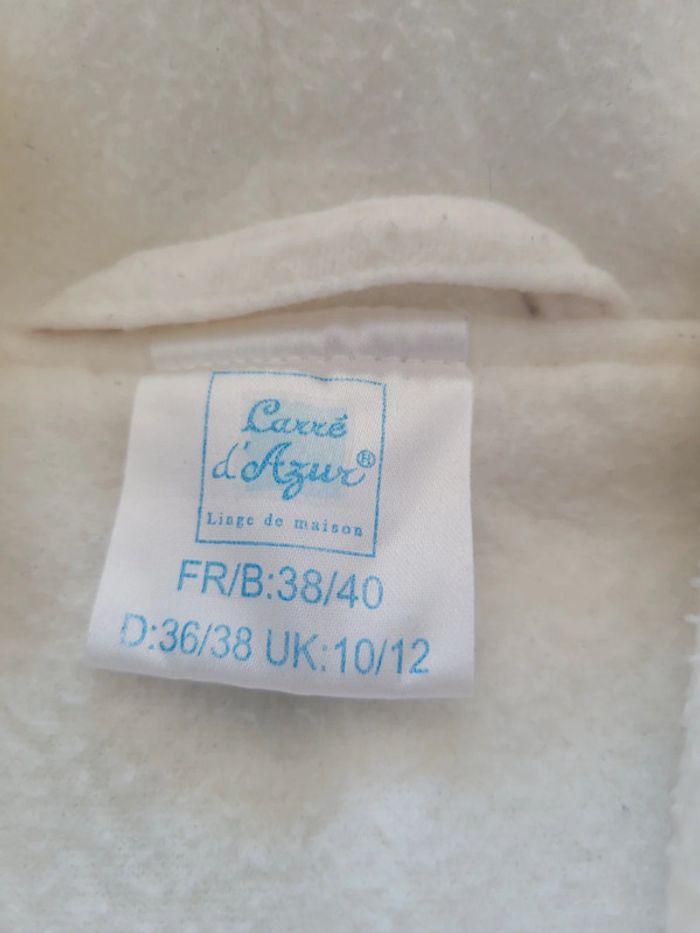 Carré
d'Azur®
Linge de maison
FR/B:38/40
D:36/38 UK:10/12